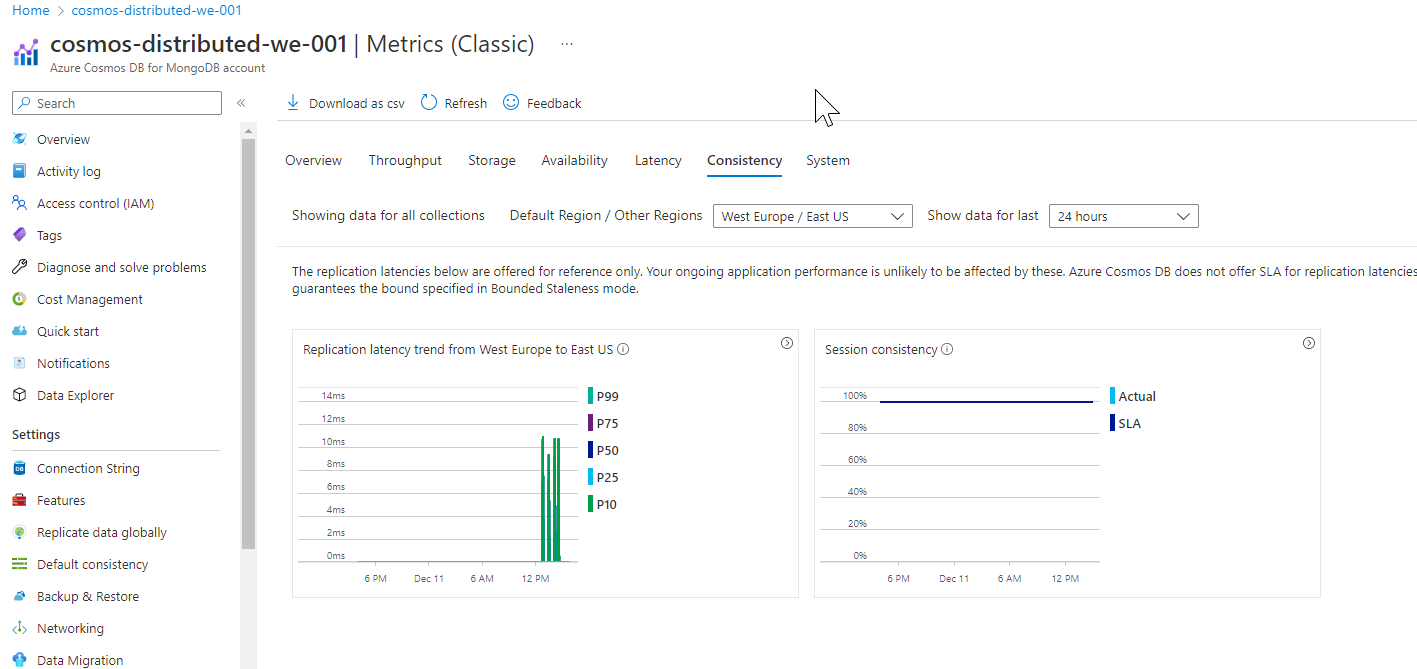 Home > cosmos-distributed-we-001
cosmos-distributed-we-001 | Metrics (Classic) ...
Azure Cosmos DB for MongoDB account
Search «
Overview
Activity log
Access control (IAM)
Tags
Diagnose and solve problems
Cost Management
Quick start
Notifications
Data Explorer
Settings
Connection String
Features
Replicate data globally
Default consistency
Backup & Restore
Networking
Data Migration
Download as csv Refresh Feedback
Overview Throughput Storage Availability Latency Consistency System
Showing data for all collections Default Region / Other Regions West Europe / East US Show data for last 24 hours
The replication latencies below are offered for reference only. Your ongoing application performance is unlikely to be affected by these. Azure Cosmos DB does not offer SLA for replication latencies
guarantees the bound specified in Bounded Staleness mode.
Replication latency trend from West Europe to East US
14ms
12ms
10ms
8ms
6ms
4ms
2ms
0ms
6 PM Dec 11 6 AM 12 PM
P99
P75
P50
P25
P10
Session consistency
100%
80%
60%
40%
20%
0%
6 PM Dec 11 6 AM 12 PM
Actual
SLA